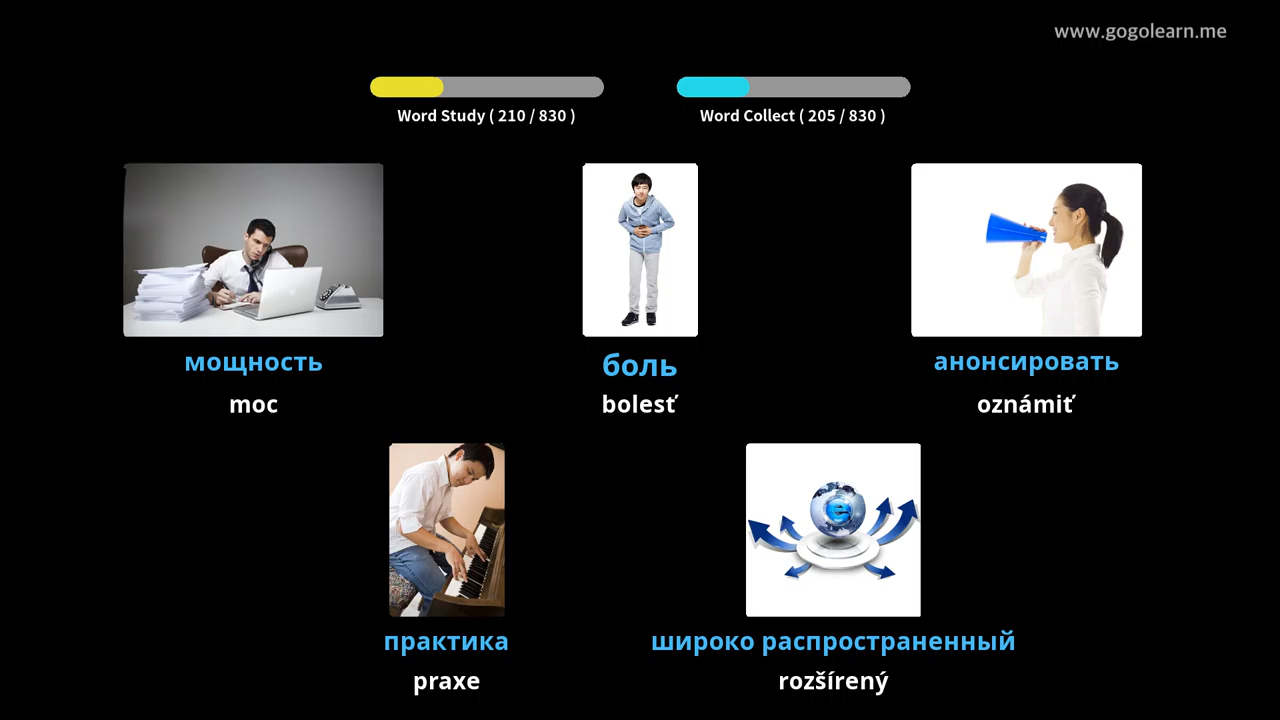 www.gogolearn.me
Word Study ( 210 / 830 )
Word Collect ( 205 / 830 )
мощность
боль
анонсировать
moc
bolesť
oznámiť
практика
широко распространенный
praxe
rozšírený